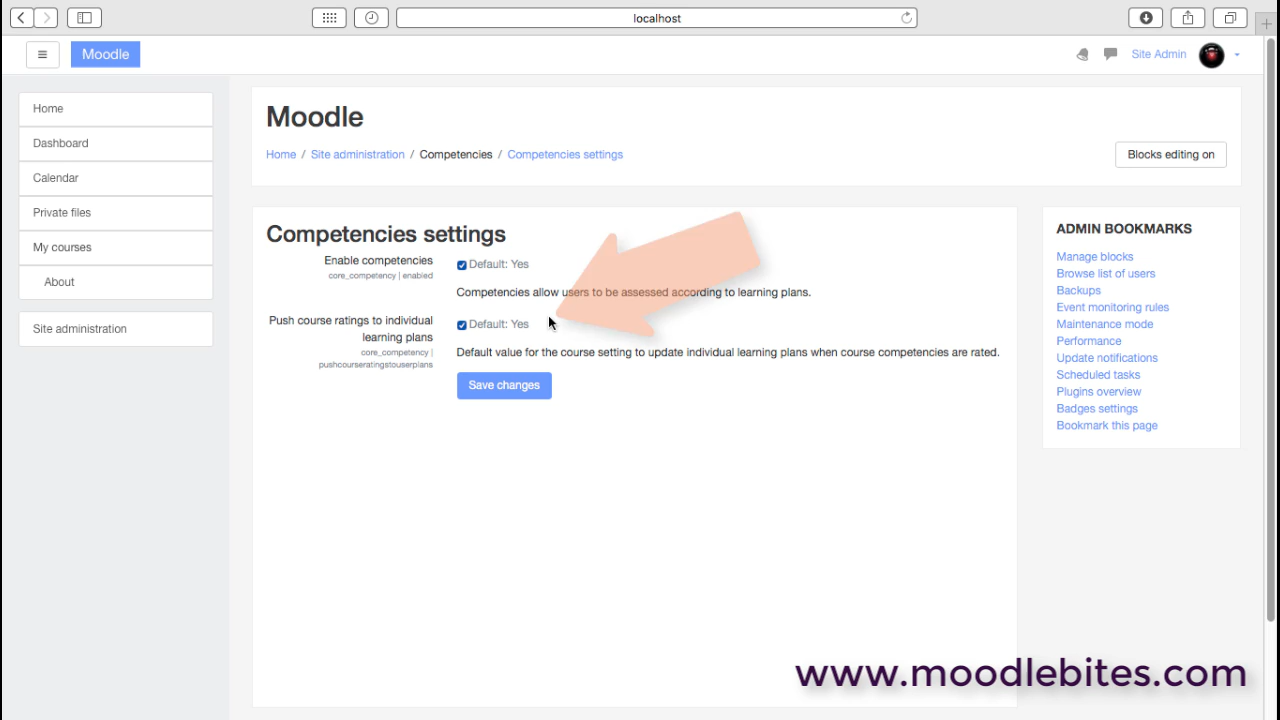 localhost
Moodle
Site Admin
Home
Dashboard
Calendar
Private files
My courses
About
Site administration
Moodle
Home / Site administration / Competencies / Competencies settings
Blocks editing on
Competencies settings
Enable competencies
core_competency | enabled
Default: Yes
Competencies allow users to be assessed according to learning plans.
Push course ratings to individual
learning plans
core_competency |
pushcourseratingstouserplans
Default: Yes
Default value for the course setting to update individual learning plans when course competencies are rated.
Save changes
ADMIN BOOKMARKS
Manage blocks
Browse list of users
Backups
Event monitoring rules
Maintenance mode
Performance
Update notifications
Scheduled tasks
Plugins overview
Badges settings
Bookmark this page
www.moodlebites.com